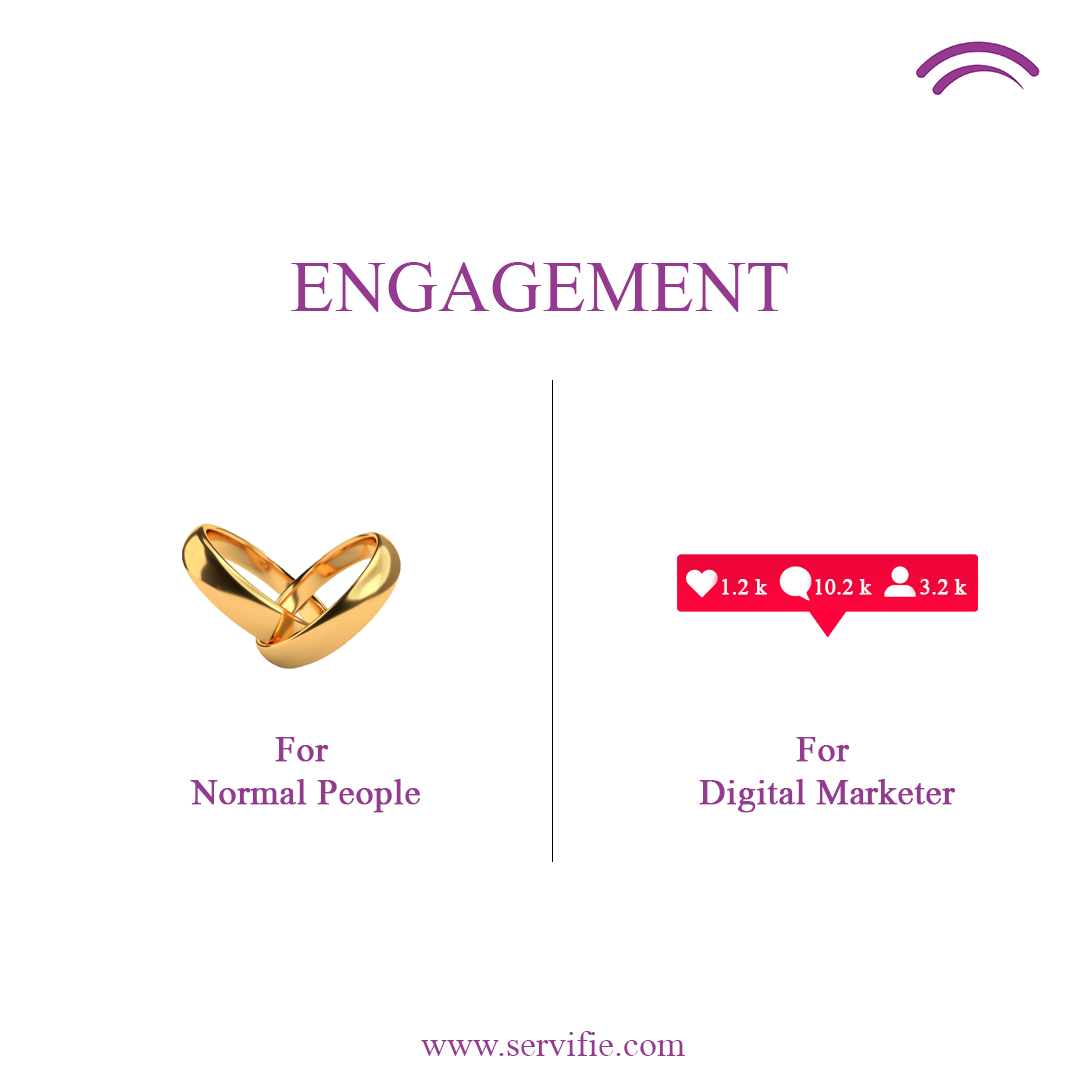 ENGAGEMENT
1.2 k 10.2 k 3.2 k
For
Normal People
For
Digital Marketer
www.servifie.com